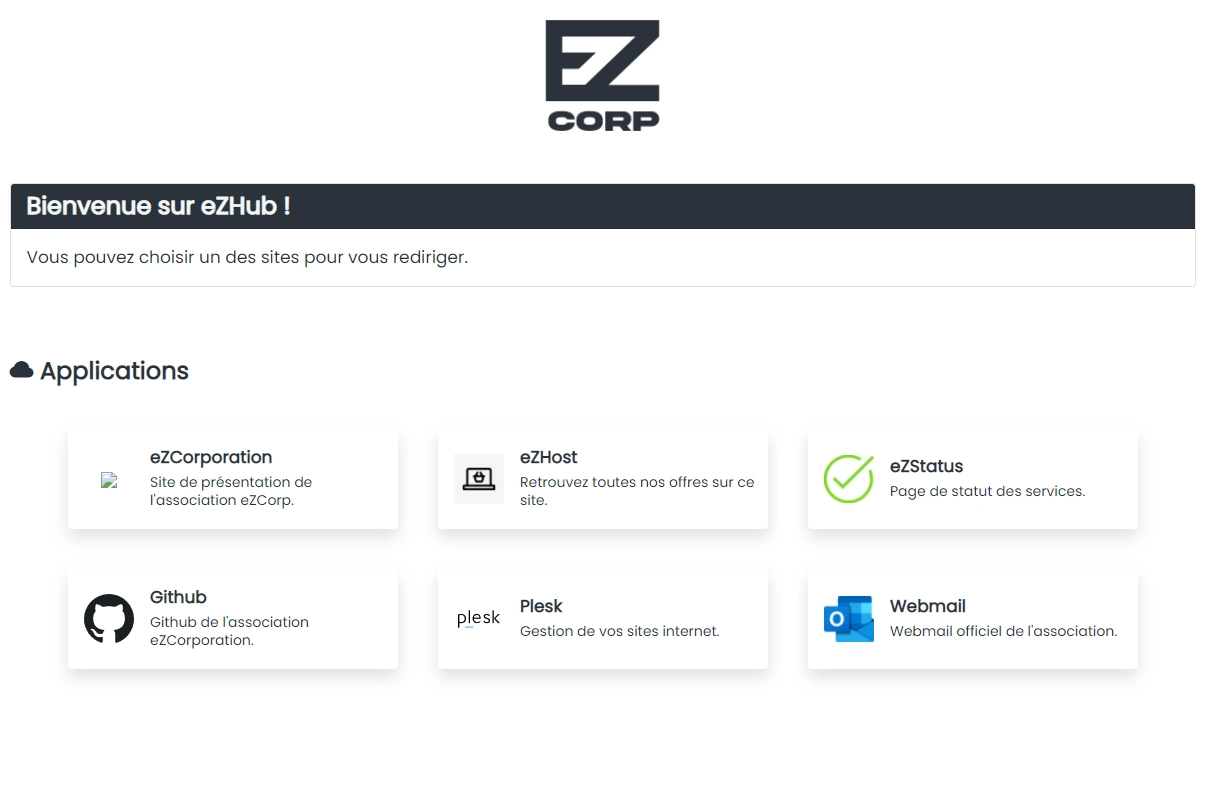 EZ
CORP
Bienvenue sur eZHub !
Vous pouvez choisir un des sites pour vous rediriger.
Applications
eZCorporation
Site de présentation de
l'association eZCorp.
eZHost
Retrouvez toutes nos offres sur ce
site.
eZStatus
Page de statut des services.
Github
Github de l'association
eZCorporation.
plesk
Plesk
Gestion de vos sites internet.
O
Webmail
Webmail officiel de l'association.